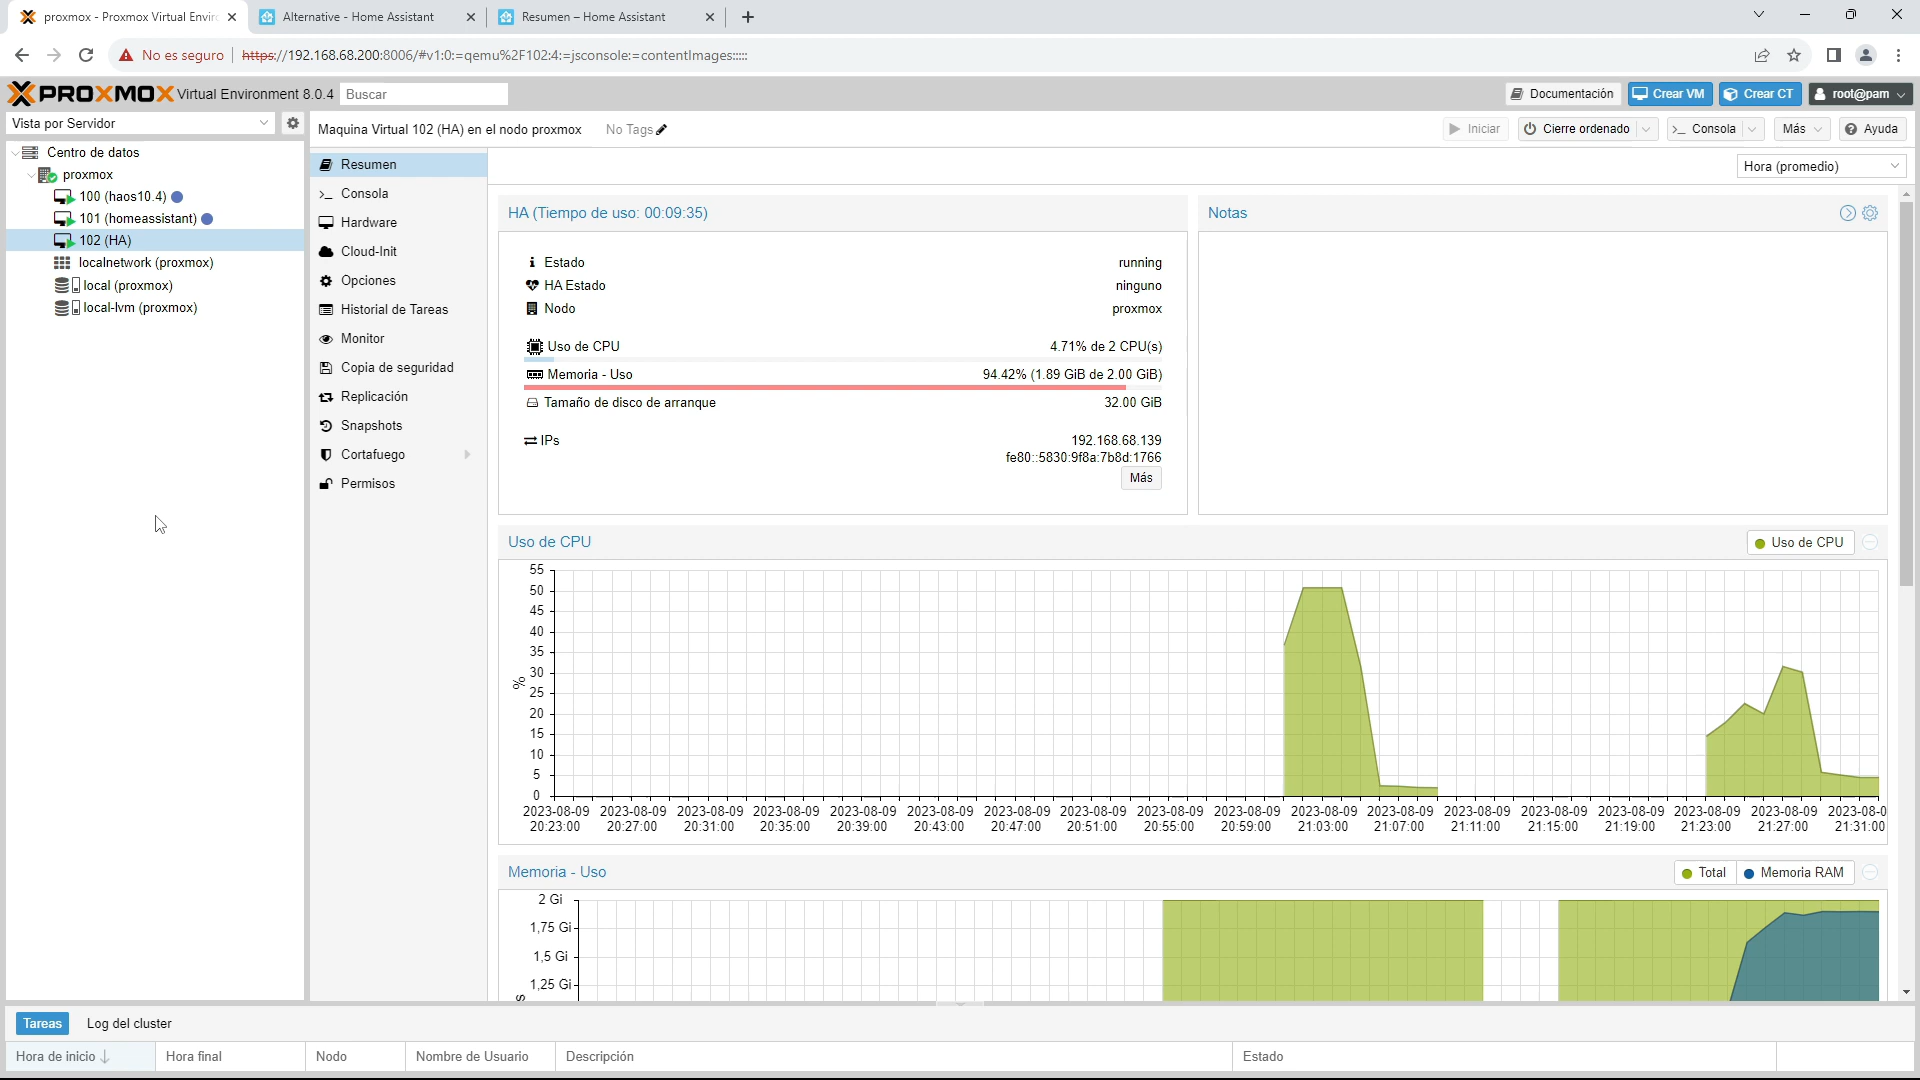 proxmox - Proxmox Virtual Enviro
Alternative - Home Assistant
Resumen – Home Assistant
No es seguro
https://192.168.68.200:8006/#v1:0:=qemu%2F102:4:=jsconsole:=contentImages:::::
PROXMOX Virtual Environment 8.0.4
Buscar
Documentación
Crear VM
Crear CT
root@pam
Vista por Servidor
Maquina Virtual 102 (HA) en el nodo proxmox
No Tags
Iniciar
Cierre ordenado
Consola
Más
Ayuda
Centro de datos
proxmox
100 (haos10.4)
101 (homeassistant)
102 (HA)
localnetwork (proxmox)
local (proxmox)
local-lvm (proxmox)
Resumen
Consola
Hardware
Cloud-Init
Opciones
Historial de Tareas
Monitor
Copia de seguridad
Replicación
Snapshots
Cortafuego
Permisos
Hora (promedio)
HA (Tiempo de uso: 00:09:35)
Estado running
HA Estado ninguno
Nodo proxmox
Uso de CPU 4.71% de 2 CPU(s)
Memoria - Uso 94.42% (1.89 GiB de 2.00 GiB)
Tamaño de disco de arranque 32.00 GiB
IPs 192.168.68.139
fe80::5830:9f8a:7b8d:1766
Más
Notas
Uso de CPU
Uso de CPU
55
50
45
40
35
30
25
20
15
10
5
0
%
2023-08-09 2023-08-09 2023-08-09 2023-08-09 2023-08-09 2023-08-09 2023-08-09 2023-08-09 2023-08-09 2023-08-09 2023-08-09 2023-08-09 2023-08-09 2023-08-09 2023-08-09 2023-08-09 2023-08-09 2023-08-0
20:23:00 20:27:00 20:31:00 20:35:00 20:39:00 20:43:00 20:47:00 20:51:00 20:55:00 20:59:00 21:03:00 21:07:00 21:11:00 21:15:00 21:19:00 21:23:00 21:27:00 21:31:00
Memoria - Uso
Total
Memoria RAM
2 Gi
1,75 Gi
1,5 Gi
1,25 Gi
s
Tareas
Log del cluster
Hora de inicio
Hora final
Nodo
Nombre de Usuario
Descripción
Estado